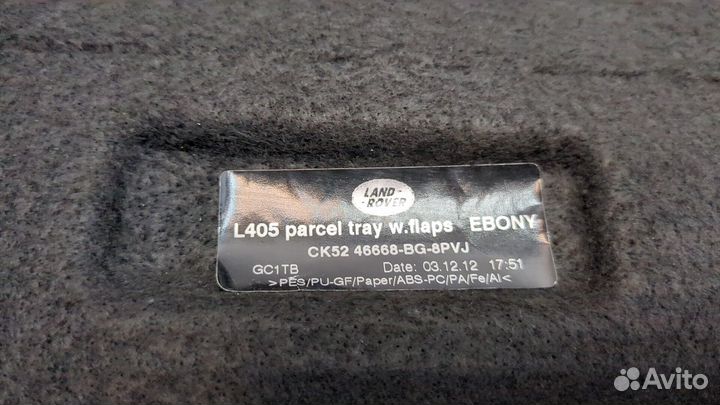 LAND-
-ROVER
L405 parcel tray w.flaps EBONY
CK52 46668-BG-8PVJ
GC1TB Date: 03.12.12 17:51
>PES/PU-GF/Paper/ABS-PC/PA/Fe/Al<
Avito